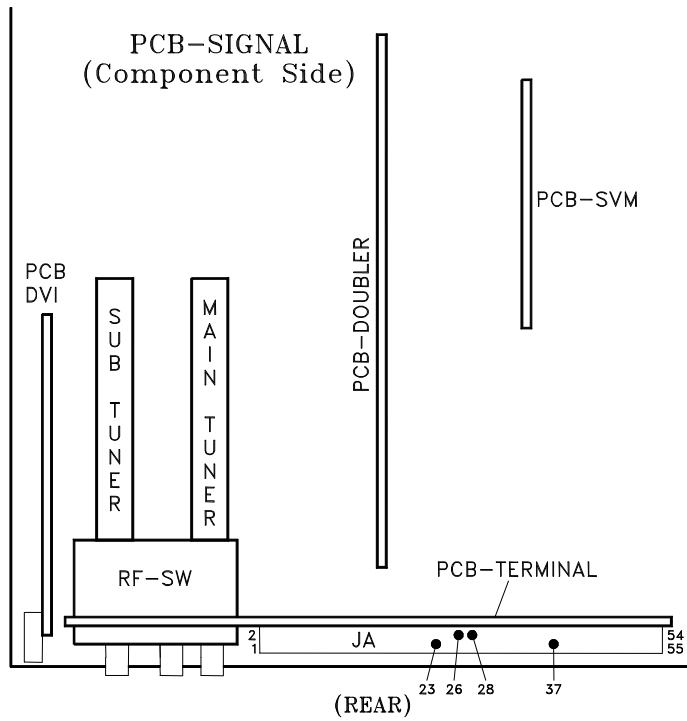 PCB-SIGNAL
(Component Side)
PCB-SVM
PCB-DOUBLER
PCB
DVI
SUB TUNER
MAIN TUNER
RF-SW
PCB-TERMINAL
2
1
JA
54
55
23
26
28
37
(REAR)